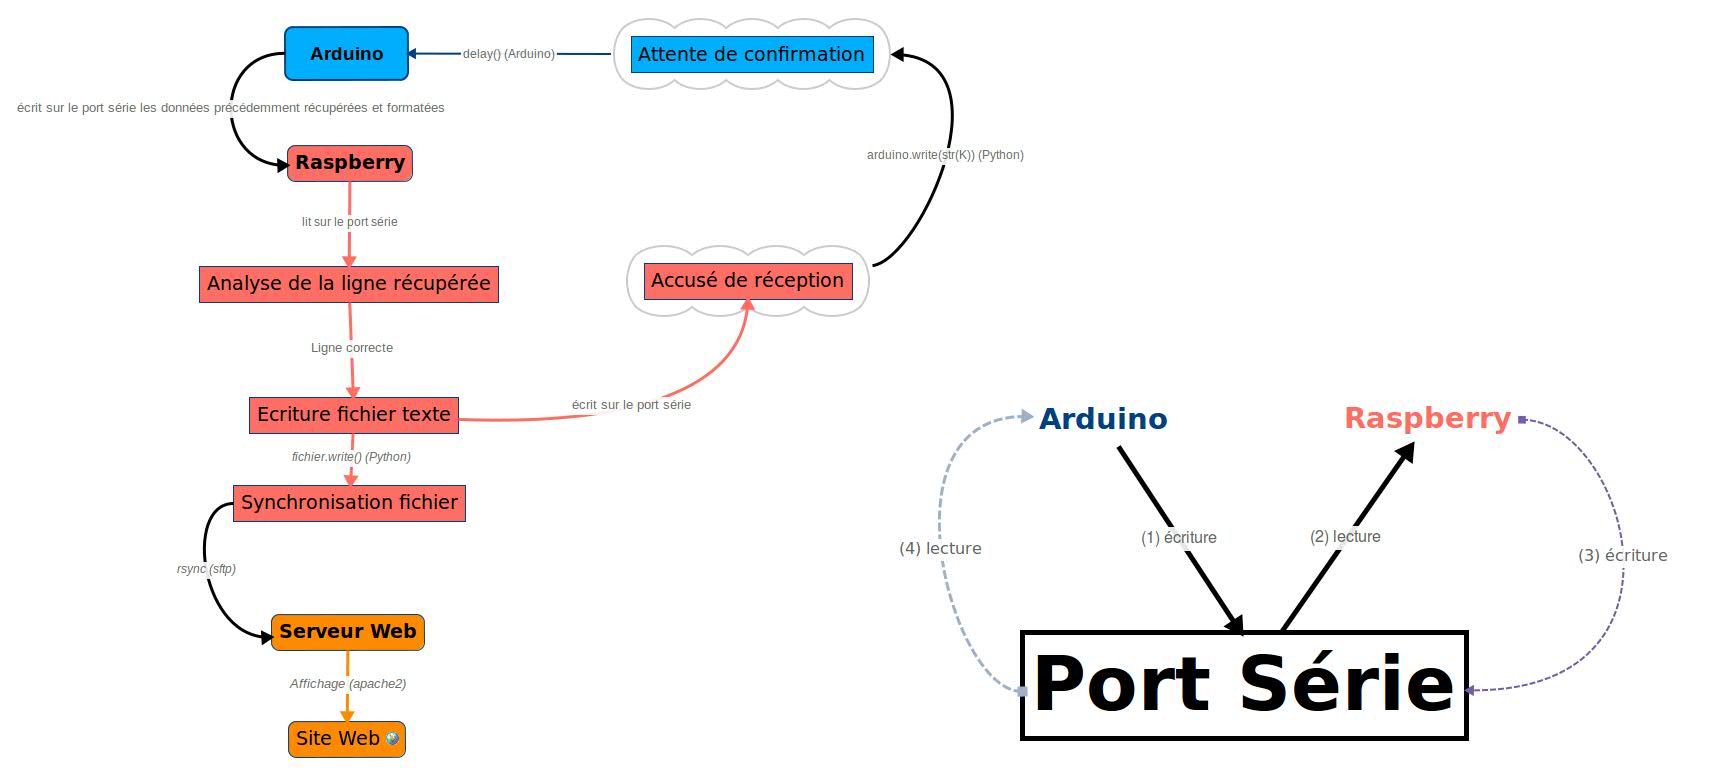 Arduino
delay() (Arduino)
Attente de confirmation
écrit sur le port série les données précédemment récupérées et formatées
arduino.write(str(K)) (Python)
Raspberry
lit sur le port série
Analyse de la ligne récupérée
Accusé de réception
Ligne correcte
Ecriture fichier texte
écrit sur le port série
fichier.write() (Python)
Synchronisation fichier
rsync (sftp)
Serveur Web
Affichage (apache2)
Site Web
Arduino
Raspberry
(1) écriture
(2) lecture
(4) lecture
(3) écriture
Port Série